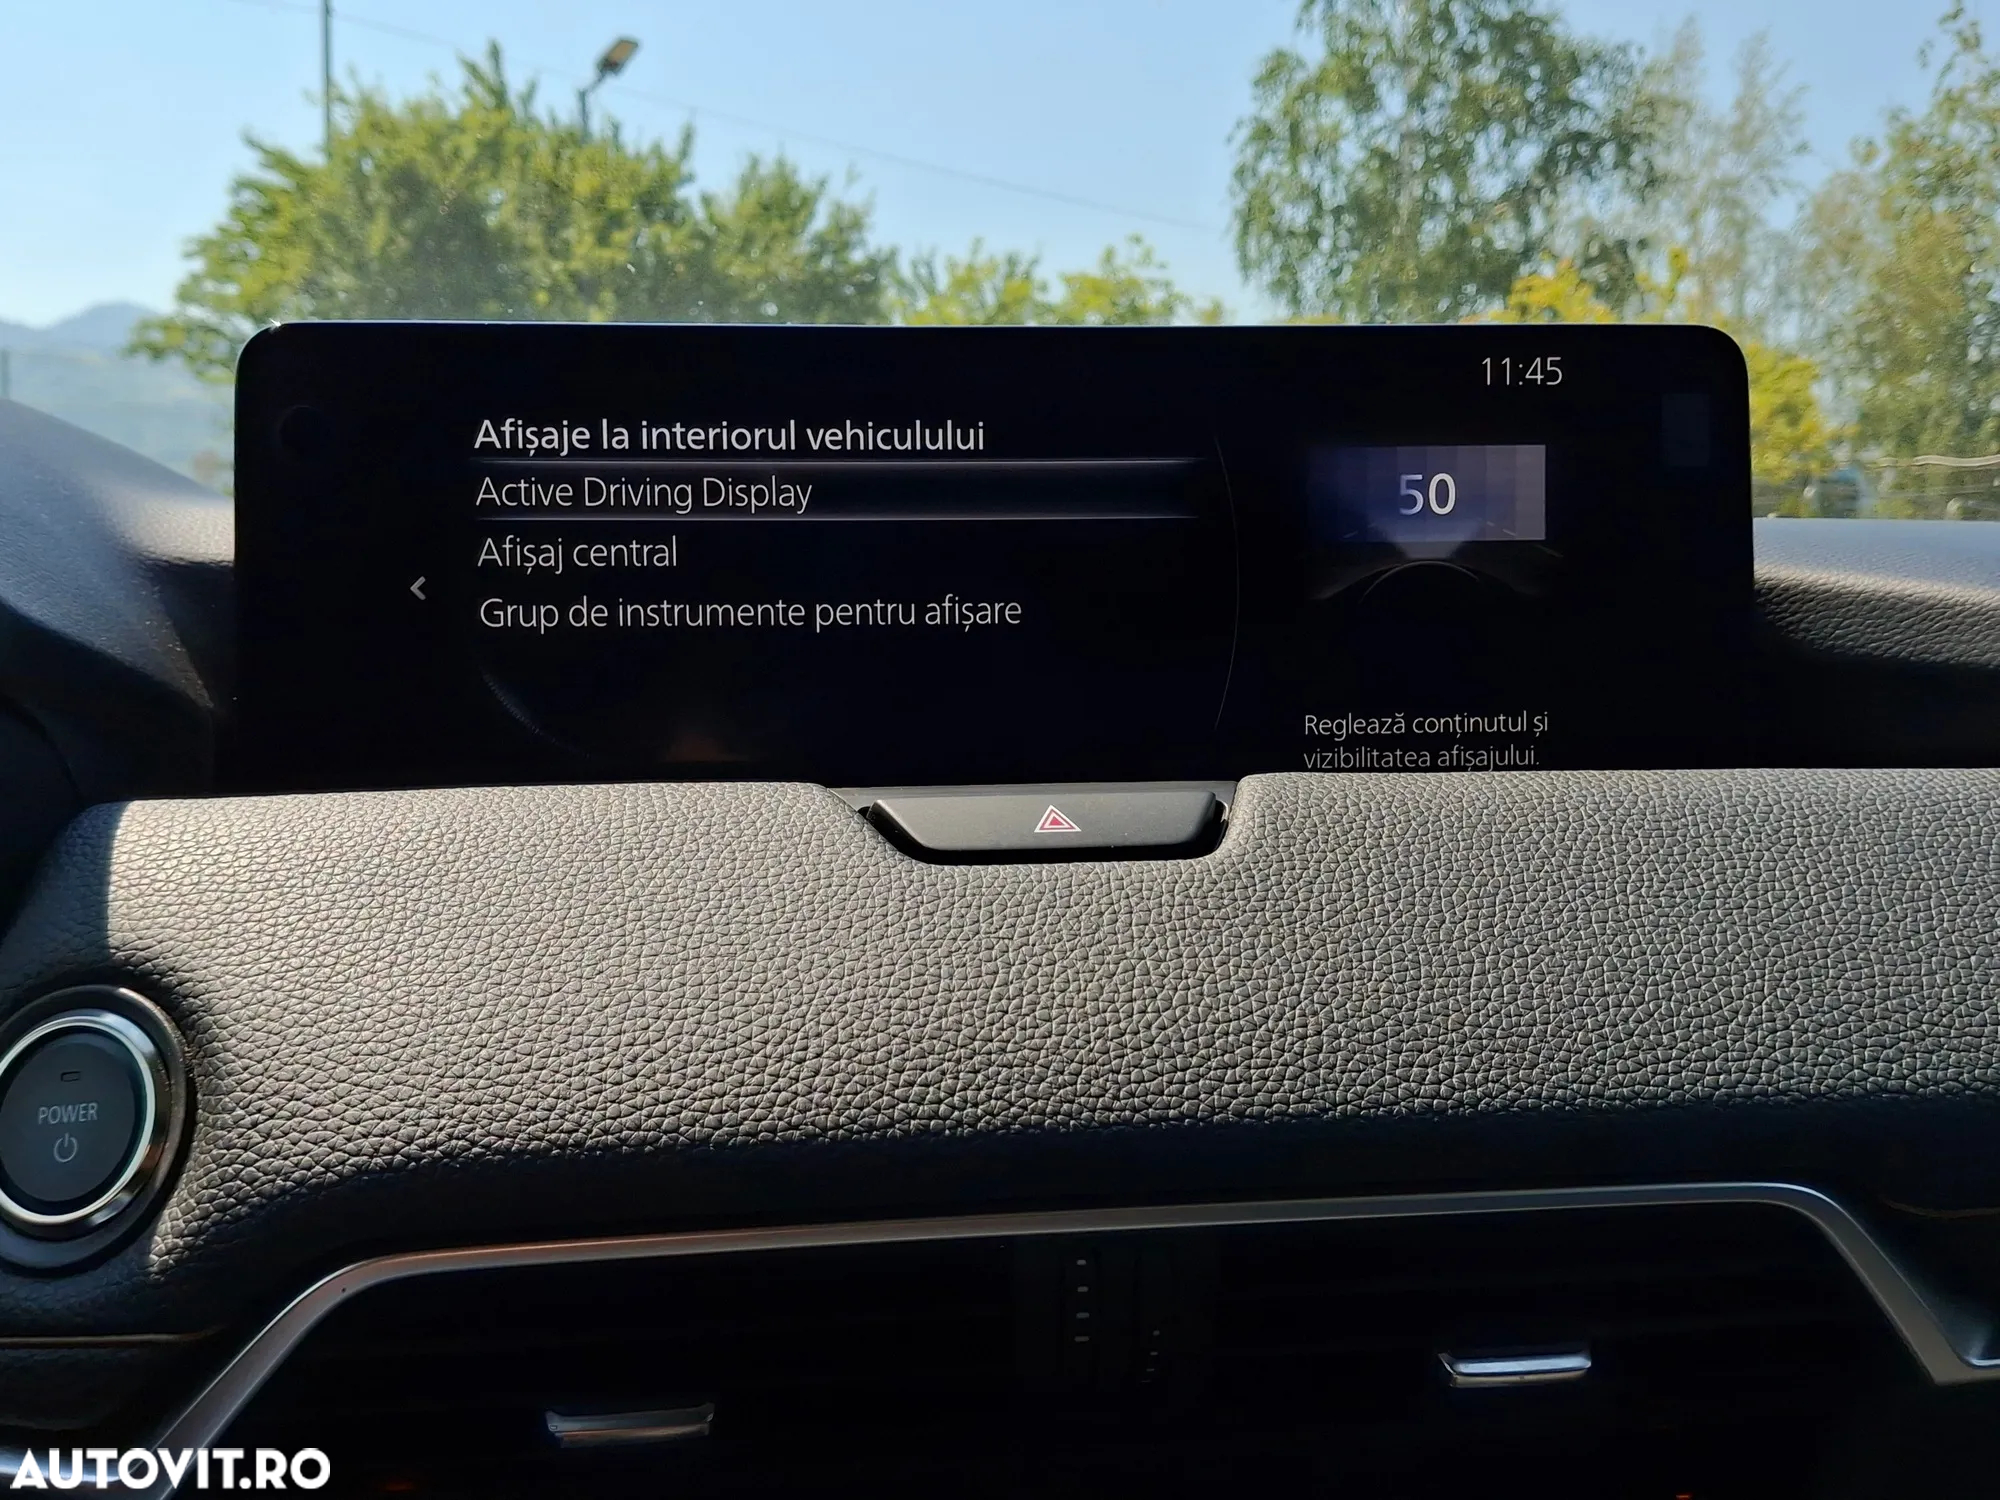 11:45
Afișaje la interiorul vehiculului
Active Driving Display
Afișaj central
Grup de instrumente pentru afișare
50
Reglează conținutul și
vizibilitatea afișajului.
POWER
AUTOVIT.RO